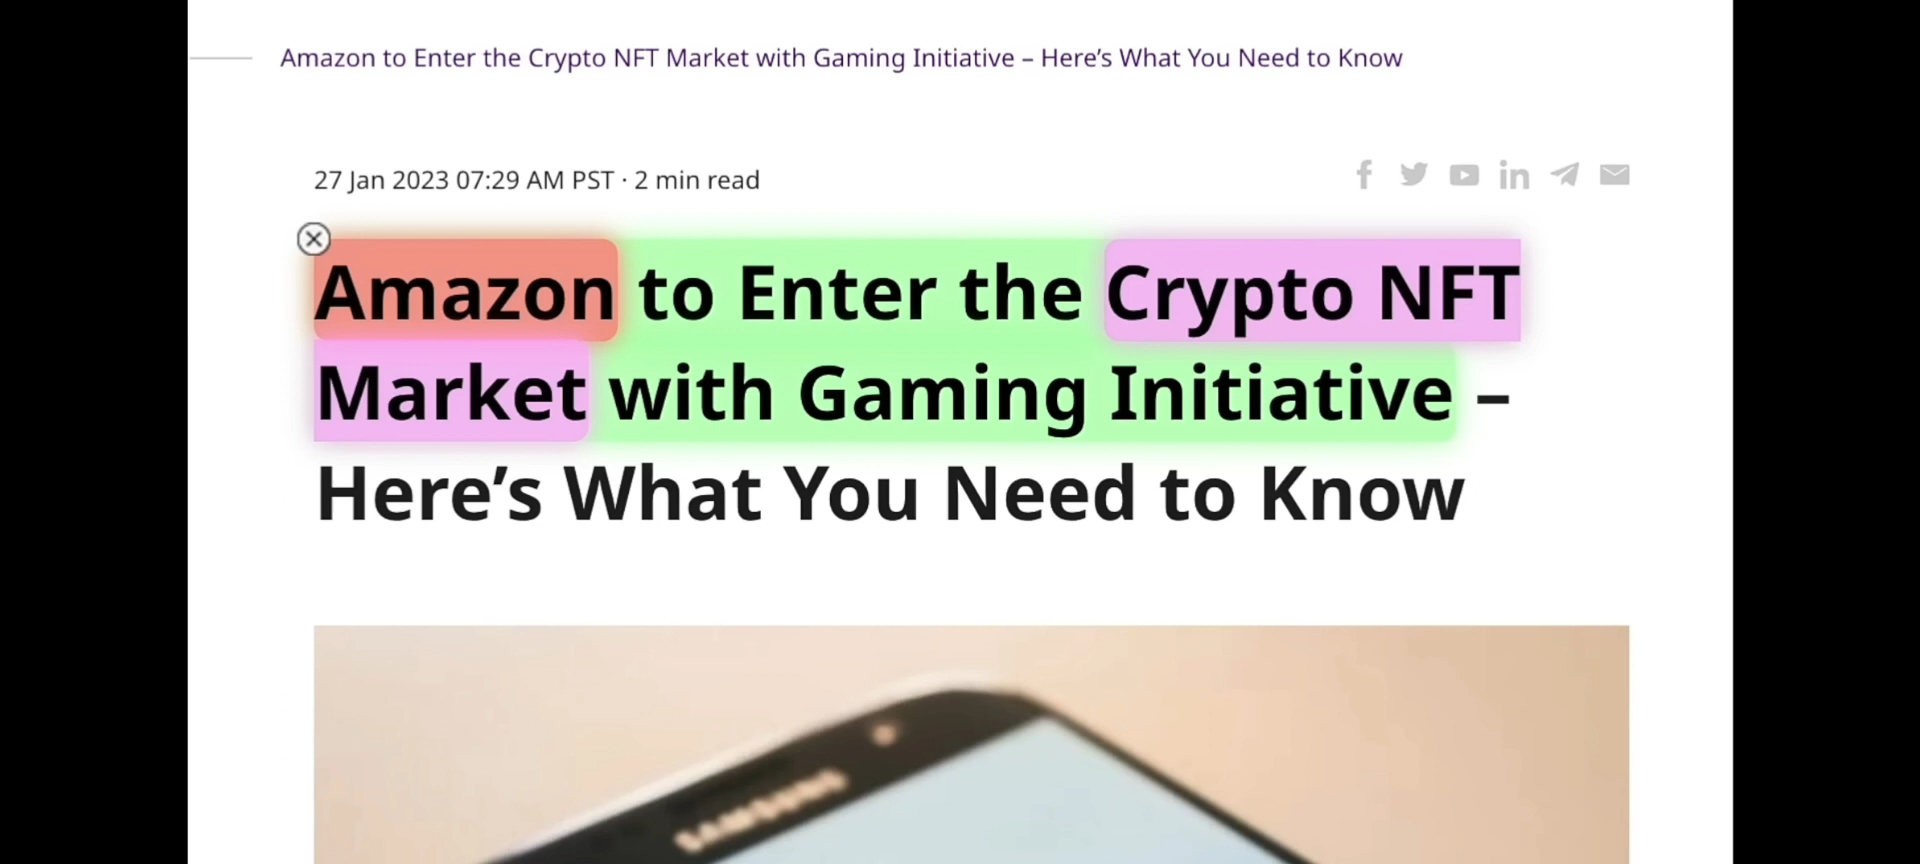 Amazon to Enter the Crypto NFT Market with Gaming Initiative – Here’s What You Need to Know
27 Jan 2023 07:29 AM PST · 2 min read
Amazon to Enter the Crypto NFT
Market with Gaming Initiative –
Here’s What You Need to Know
SAMSUNG